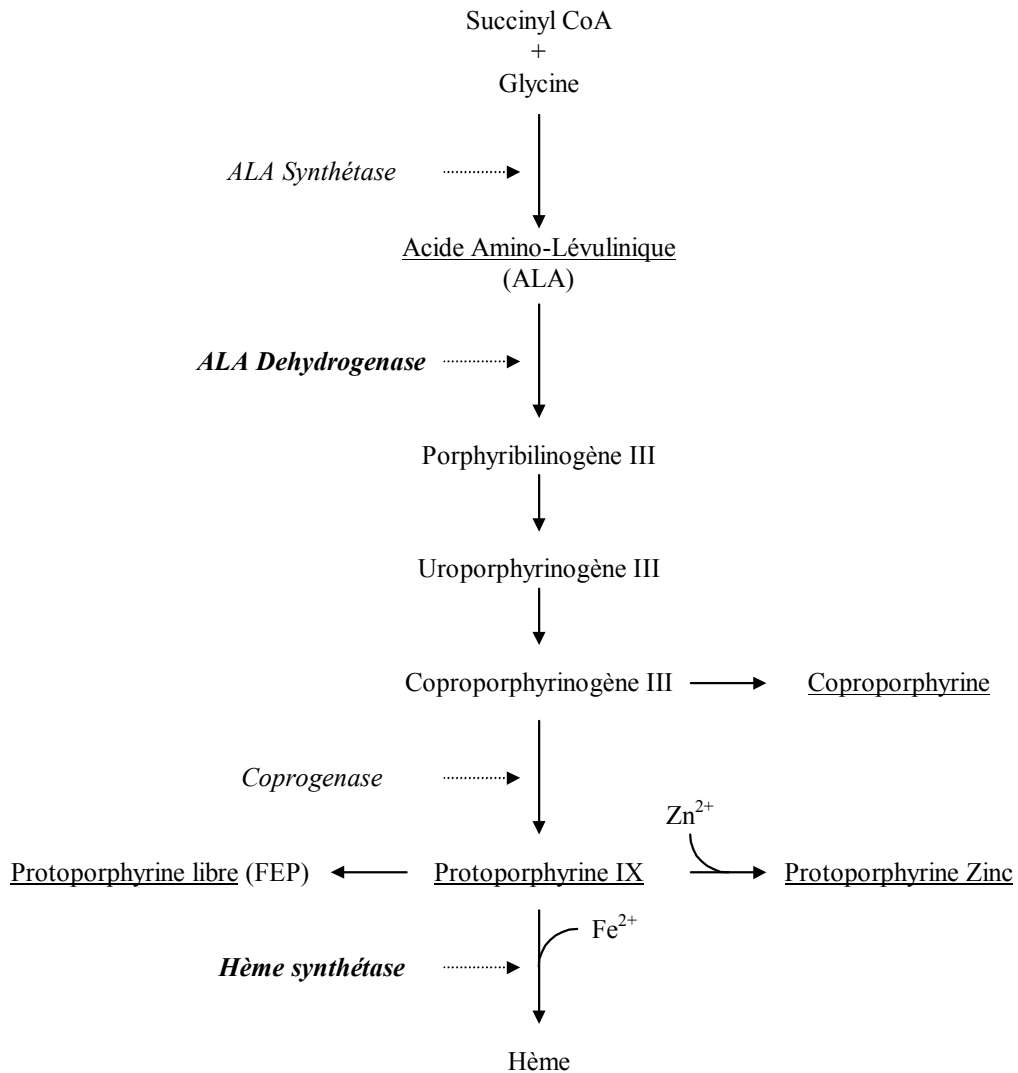 Succinyl CoA
+
Glycine
ALA Synthétase
Acide Amino-Lévulinique
(ALA)
ALA Dehydrogenase
Porphyribilinogène III
Uroporphyrinogène III
Coproporphyrinogène III
Coproporphyrine
Coprogenase
Zn²⁺
Protoporphyrine libre (FEP)
Protoporphyrine IX
Protoporphyrine Zinc
Fe²⁺
Hème synthétase
Hème